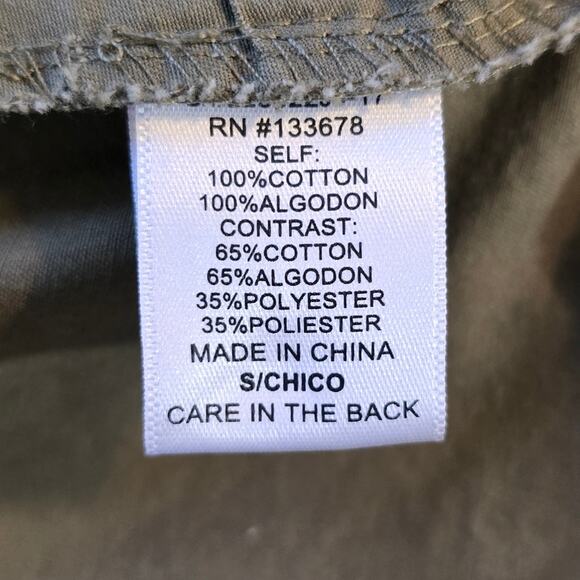 RN #133678
SELF:
100%COTTON
100%ALGODON
CONTRAST:
65%COTTON
65%ALGODON
35%POLYESTER
35%POLIESTER
MADE IN CHINA
S/CHICO
CARE IN THE BACK